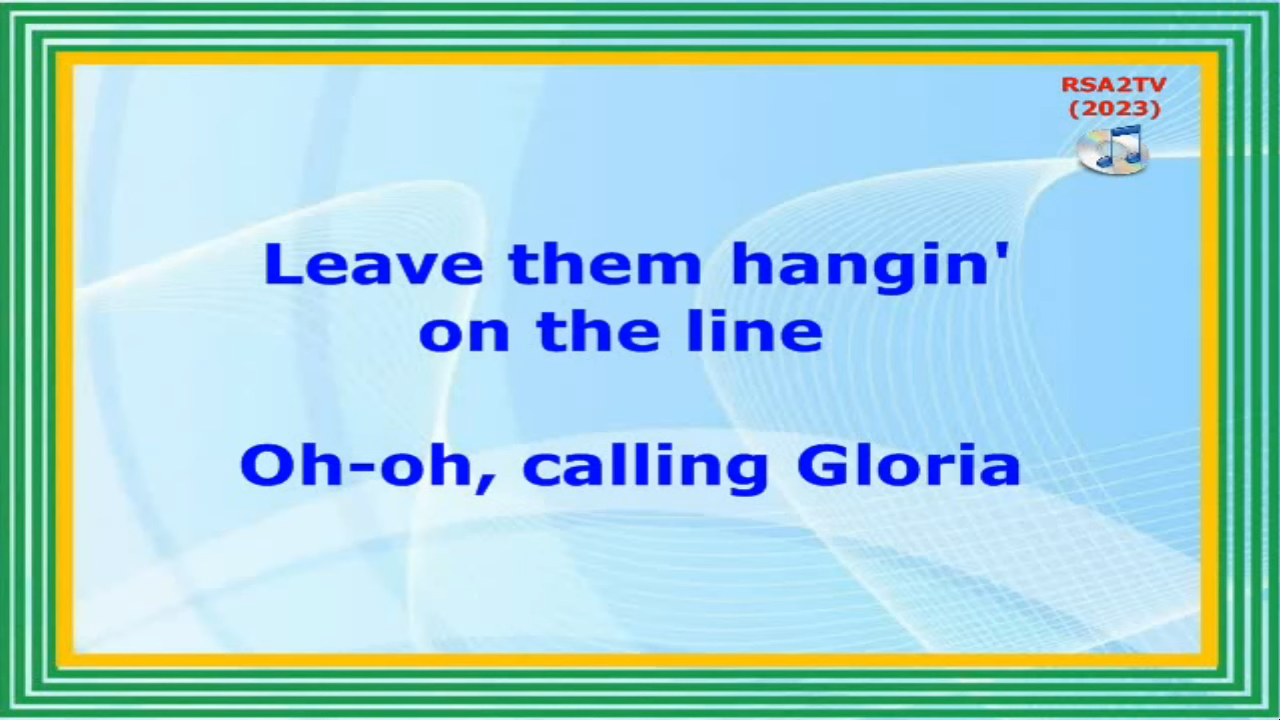 RSA2TV
(2023)
Leave them hangin'
on the line
Oh-oh, calling Gloria